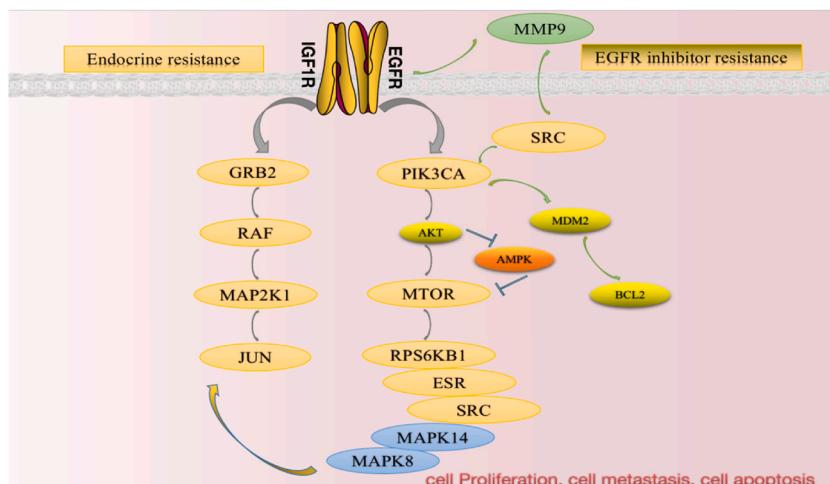 MMP9
Endocrine resistance
IGF1R
EGFR
EGFR inhibitor resistance
SRC
GRB2
PIK3CA
MDM2
RAF
AKT
AMPK
MAP2K1
MTOR
BCL2
JUN
RPS6KB1
ESR
SRC
MAPK14
MAPK8
cell Proliferation, cell metastasis, cell apoptosis